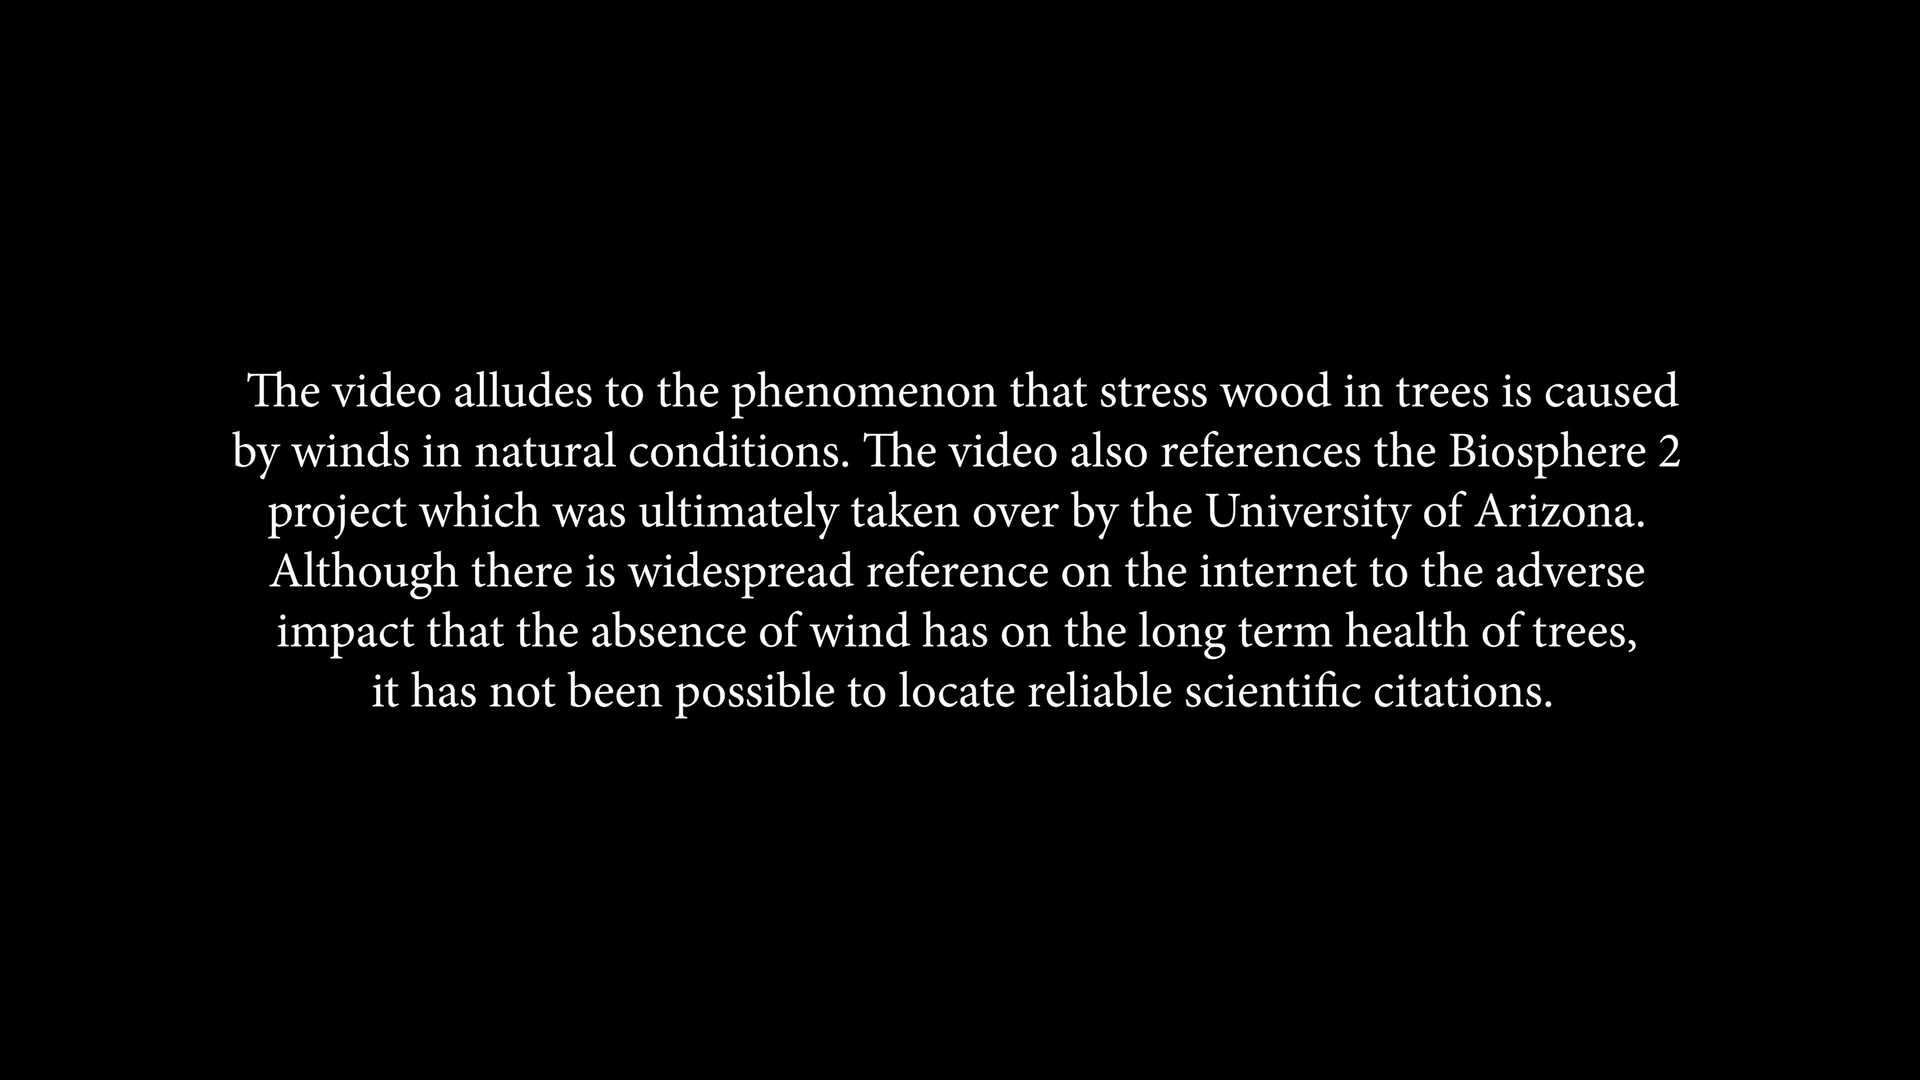 The video alludes to the phenomenon that stress wood in trees is caused
by winds in natural conditions. The video also references the Biosphere 2
project which was ultimately taken over by the University of Arizona.
Although there is widespread reference on the internet to the adverse
impact that the absence of wind has on the long term health of trees,
it has not been possible to locate reliable scientific citations.